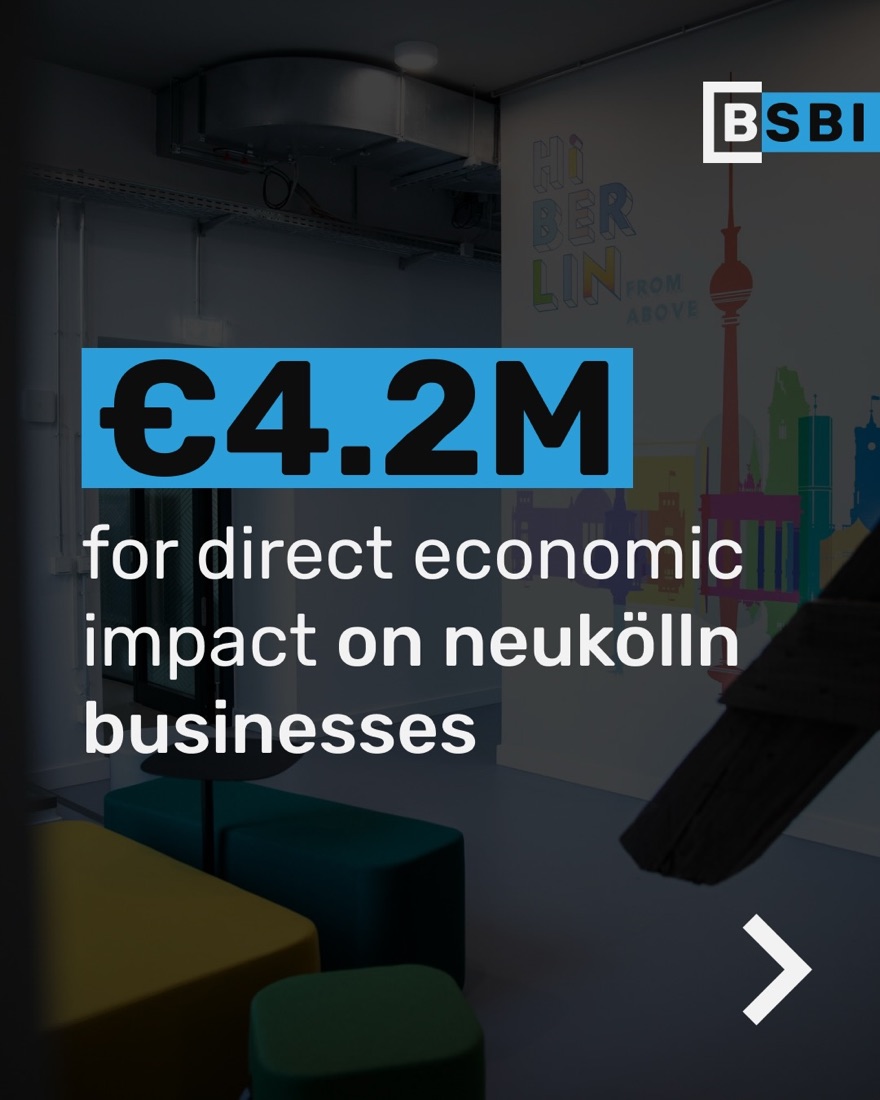 BSBI
Hi
BER
LIN FROM
ABOVE
€4.2M
for direct economic
impact on neukölln
businesses